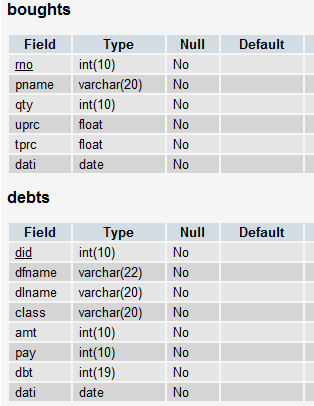 boughts
Field Type Null Default
rno int(10) No
pname varchar(20) No
qty int(10) No
uprc float No
tprc float No
dati date No
debts
Field Type Null Default
did int(10) No
dfname varchar(22) No
dlname varchar(20) No
class varchar(20) No
amt int(10) No
pay int(10) No
dbt int(19) No
dati date No